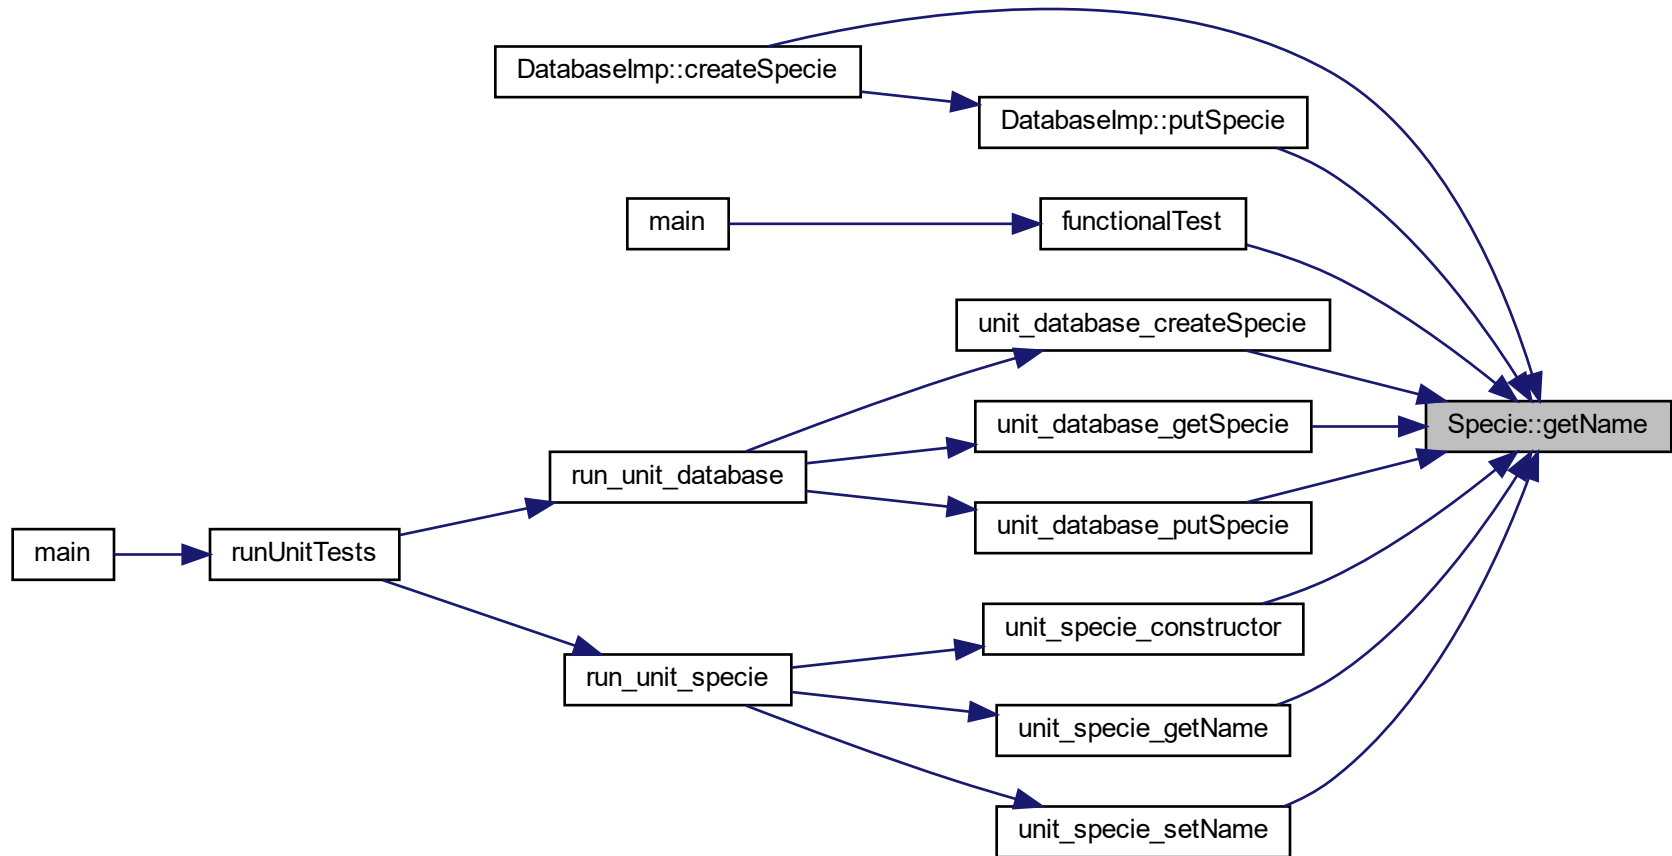 DatabaseImp::createSpecie
DatabaseImp::putSpecie
main
functionalTest
unit_database_createSpecie
unit_database_getSpecie
Specie::getName
run_unit_database
unit_database_putSpecie
main
runUnitTests
unit_specie_constructor
run_unit_specie
unit_specie_getName
unit_specie_setName